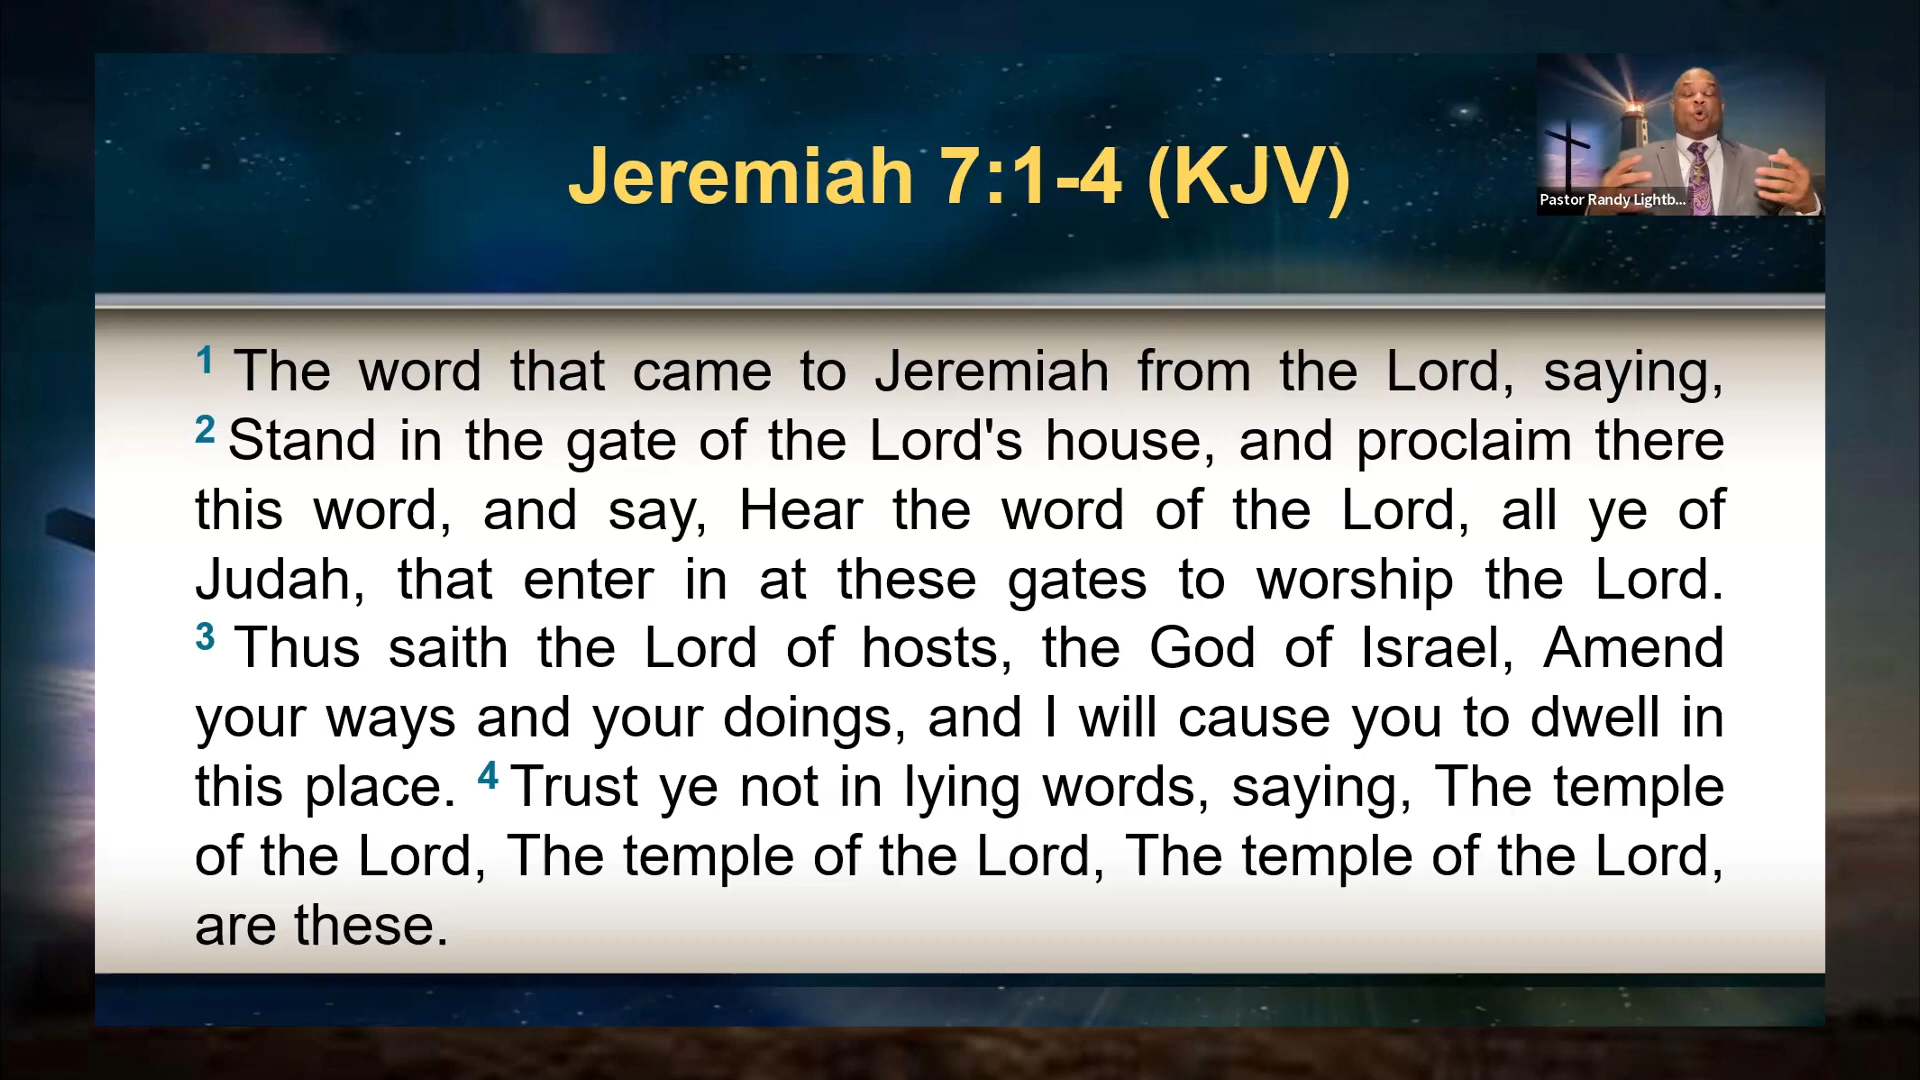 Jeremiah 7:1-4 (KJV)
Pastor Randy Lightb...
1 The word that came to Jeremiah from the Lord, saying,
2 Stand in the gate of the Lord's house, and proclaim there
this word, and say, Hear the word of the Lord, all ye of
Judah, that enter in at these gates to worship the Lord.
3 Thus saith the Lord of hosts, the God of Israel, Amend
your ways and your doings, and I will cause you to dwell in
this place. 4 Trust ye not in lying words, saying, The temple
of the Lord, The temple of the Lord, The temple of the Lord,
are these.